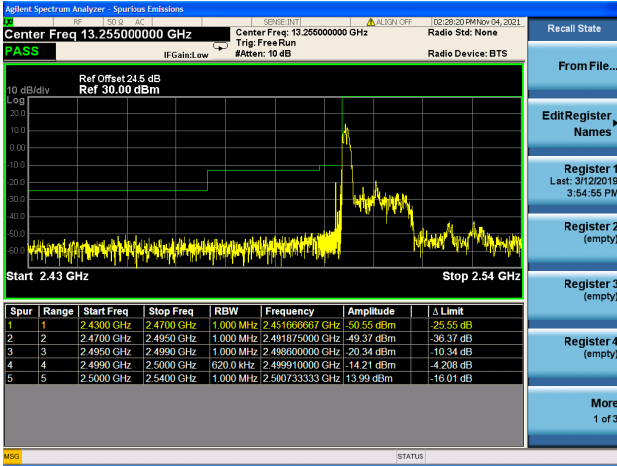 Agilent Spectrum Analyzer - Spurious Emissions
RF 50 Ω AC SENSE:INT ALIGN OFF 02:28:20 PM Nov 04, 2021
Center Freq 13.255000000 GHz
Center Freq: 13.255000000 GHz
Radio Std: None
Trig: Free Run
PASS
IFGain:Low
#Atten: 10 dB
Radio Device: BTS
Ref Offset 24.5 dB
10 dB/div Ref 30.00 dBm
Log
20.0
10.0
0.00
-10.0
-20.0
-30.0
-40.0
-50.0
-60.0
Start 2.43 GHz Stop 2.54 GHz
Spur Range Start Freq Stop Freq RBW Frequency Amplitude Δ Limit
1 1 2.4300 GHz 2.4700 GHz 1.000 MHz 2.451666667 GHz -50.55 dBm -25.55 dB
2 2 2.4700 GHz 2.4950 GHz 1.000 MHz 2.491875000 GHz -49.37 dBm -36.37 dB
3 3 2.4950 GHz 2.4990 GHz 1.000 MHz 2.498600000 GHz -20.34 dBm -10.34 dB
4 4 2.4990 GHz 2.5000 GHz 620.0 kHz 2.499910000 GHz -14.21 dBm -4.208 dB
5 5 2.5000 GHz 2.5400 GHz 1.000 MHz 2.500733333 GHz 13.99 dBm -16.01 dB
MSG STATUS
Recall State
From File...
Edit Register
Names
Register 1
Last: 3/12/2019
3:54:55 PM
Register 2
(empty)
Register 3
(empty)
Register 4
(empty)
More
1 of 3